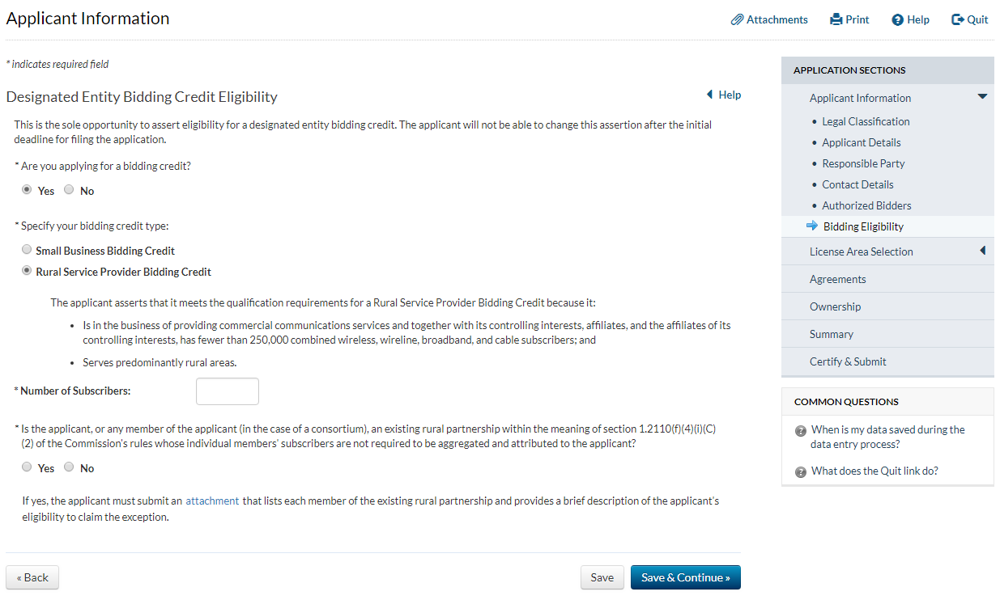 Applicant Information
Attachments
Print
Help
Quit
* indicates required field
Designated Entity Bidding Credit Eligibility
Help
This is the sole opportunity to assert eligibility for a designated entity bidding credit. The applicant will not be able to change this assertion after the initial
deadline for filing the application.
* Are you applying for a bidding credit?
Yes No
* Specify your bidding credit type:
Small Business Bidding Credit
Rural Service Provider Bidding Credit
The applicant asserts that it meets the qualification requirements for a Rural Service Provider Bidding Credit because it:
• Is in the business of providing commercial communications services and together with its controlling interests, affiliates, and the affiliates of its
controlling interests, has fewer than 250,000 combined wireless, wireline, broadband, and cable subscribers; and
• Serves predominantly rural areas.
* Number of Subscribers:
* Is the applicant, or any member of the applicant (in the case of a consortium), an existing rural partnership within the meaning of section 1.2110(f)(4)(i)(C)
(2) of the Commission's rules whose individual members' subscribers are not required to be aggregated and attributed to the applicant?
Yes No
If yes, the applicant must submit an attachment that lists each member of the existing rural partnership and provides a brief description of the applicant's
eligibility to claim the exception.
« Back
Save
Save & Continue »
APPLICATION SECTIONS
Applicant Information
• Legal Classification
• Applicant Details
• Responsible Party
• Contact Details
• Authorized Bidders
Bidding Eligibility
License Area Selection
Agreements
Ownership
Summary
Certify & Submit
COMMON QUESTIONS
? When is my data saved during the
data entry process?
? What does the Quit link do?